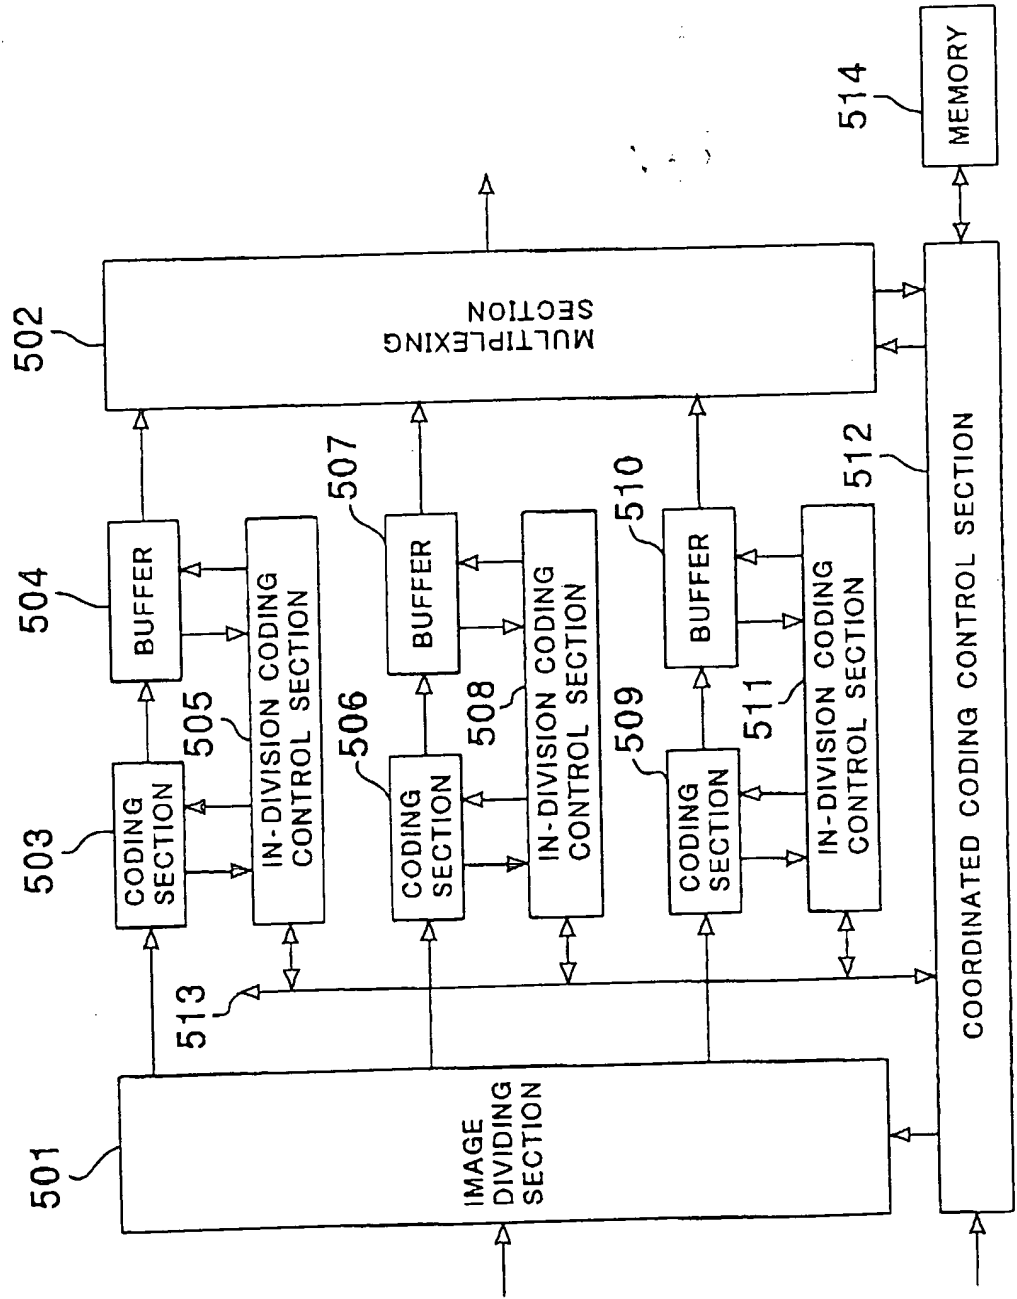 501
IMAGE
DIVIDING
SECTION
513
503
CODING
SECTION
504
BUFFER
505
IN-DIVISION CODING
CONTROL SECTION
506
CODING
SECTION
507
BUFFER
508
IN-DIVISION CODING
CONTROL SECTION
509
CODING
SECTION
510
BUFFER
511
IN-DIVISION CODING
CONTROL SECTION
502
MULTIPLEXING
SECTION
512
COORDINATED CODING CONTROL SECTION
514
MEMORY